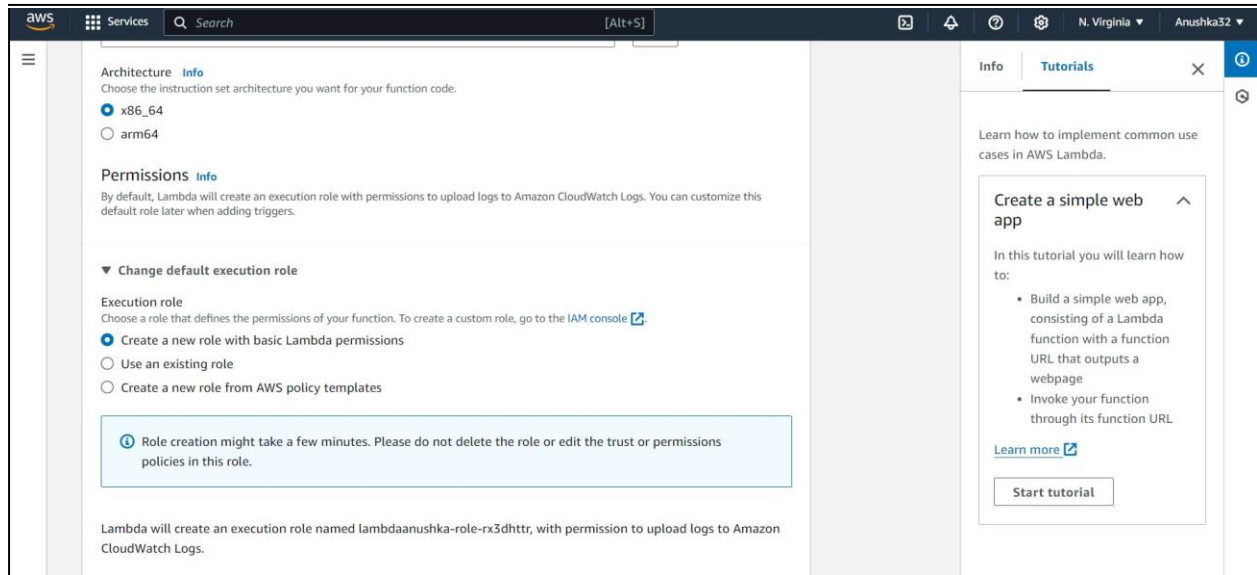 aws
Services
Search
[Alt+S]
N. Virginia ▼
Anushka32 ▼
Architecture Info
Choose the instruction set architecture you want for your function code.
x86_64
arm64
Permissions Info
By default, Lambda will create an execution role with permissions to upload logs to Amazon CloudWatch Logs. You can customize this
default role later when adding triggers.
▼ Change default execution role
Execution role
Choose a role that defines the permissions of your function. To create a custom role, go to the IAM console.
Create a new role with basic Lambda permissions
Use an existing role
Create a new role from AWS policy templates
Role creation might take a few minutes. Please do not delete the role or edit the trust or permissions
policies in this role.
Lambda will create an execution role named lambdaanushka-role-rx3dhttr, with permission to upload logs to Amazon
CloudWatch Logs.
Info
Tutorials
Learn how to implement common use
cases in AWS Lambda.
Create a simple web
app
In this tutorial you will learn how
to:
• Build a simple web app,
consisting of a Lambda
function with a function
URL that outputs a
webpage
• Invoke your function
through its function URL
Learn more
Start tutorial